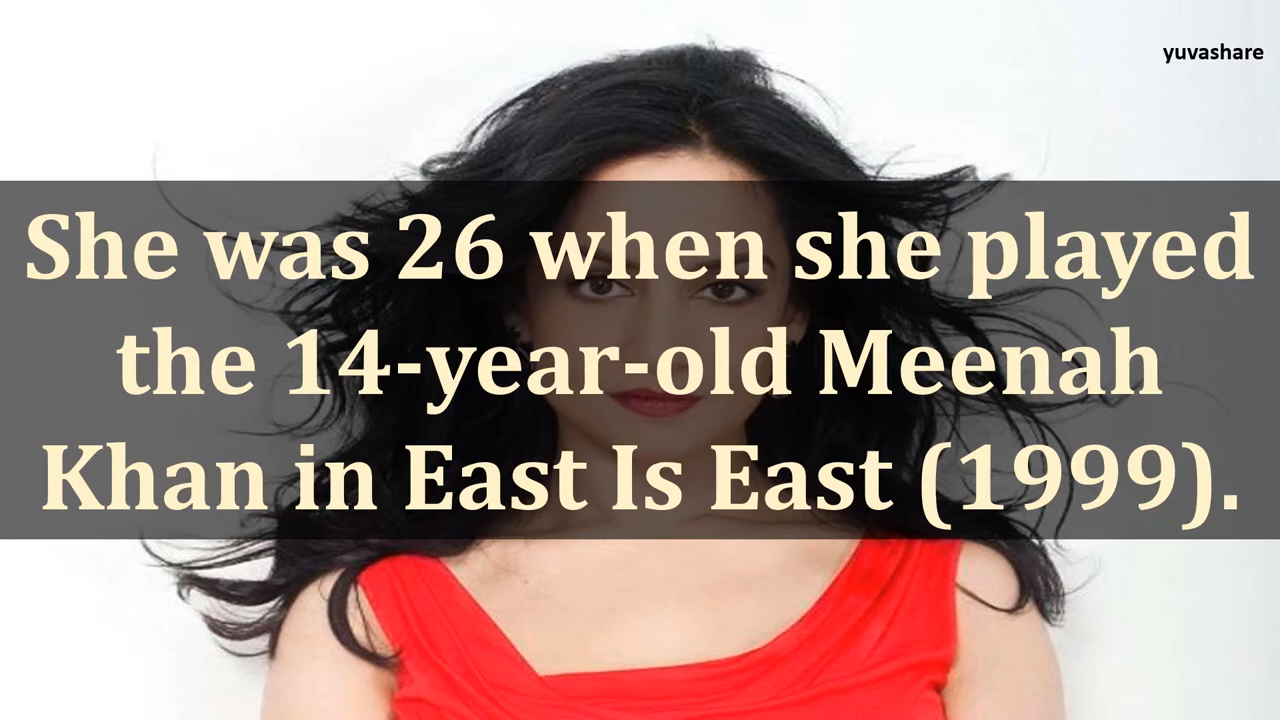 yuvashare
She was 26 when she played
the 14-year-old Meenah
Khan in East Is East (1999).